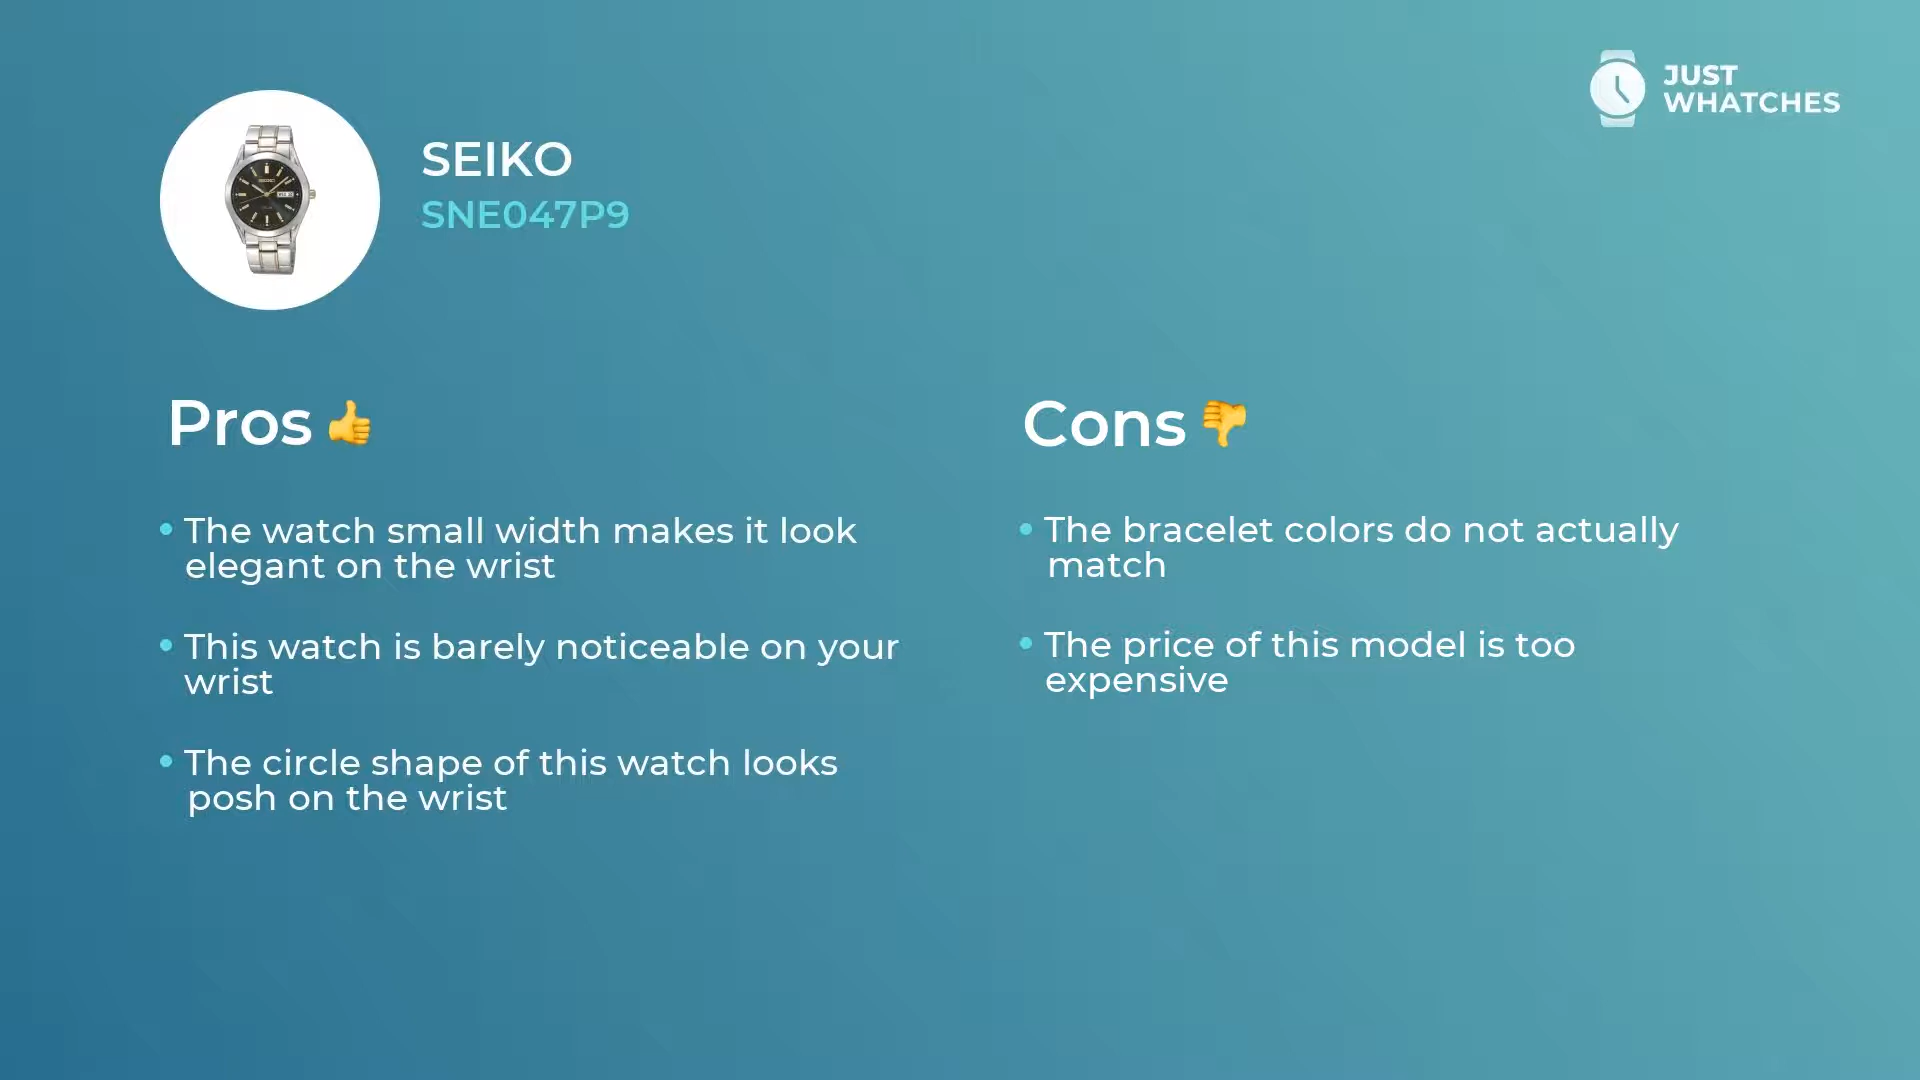 JUST
WHATCHES
SEIKO
SNE047P9
Pros
• The watch small width makes it look
elegant on the wrist
• This watch is barely noticeable on your
wrist
• The circle shape of this watch looks
posh on the wrist
Cons
• The bracelet colors do not actually
match
• The price of this model is too
expensive